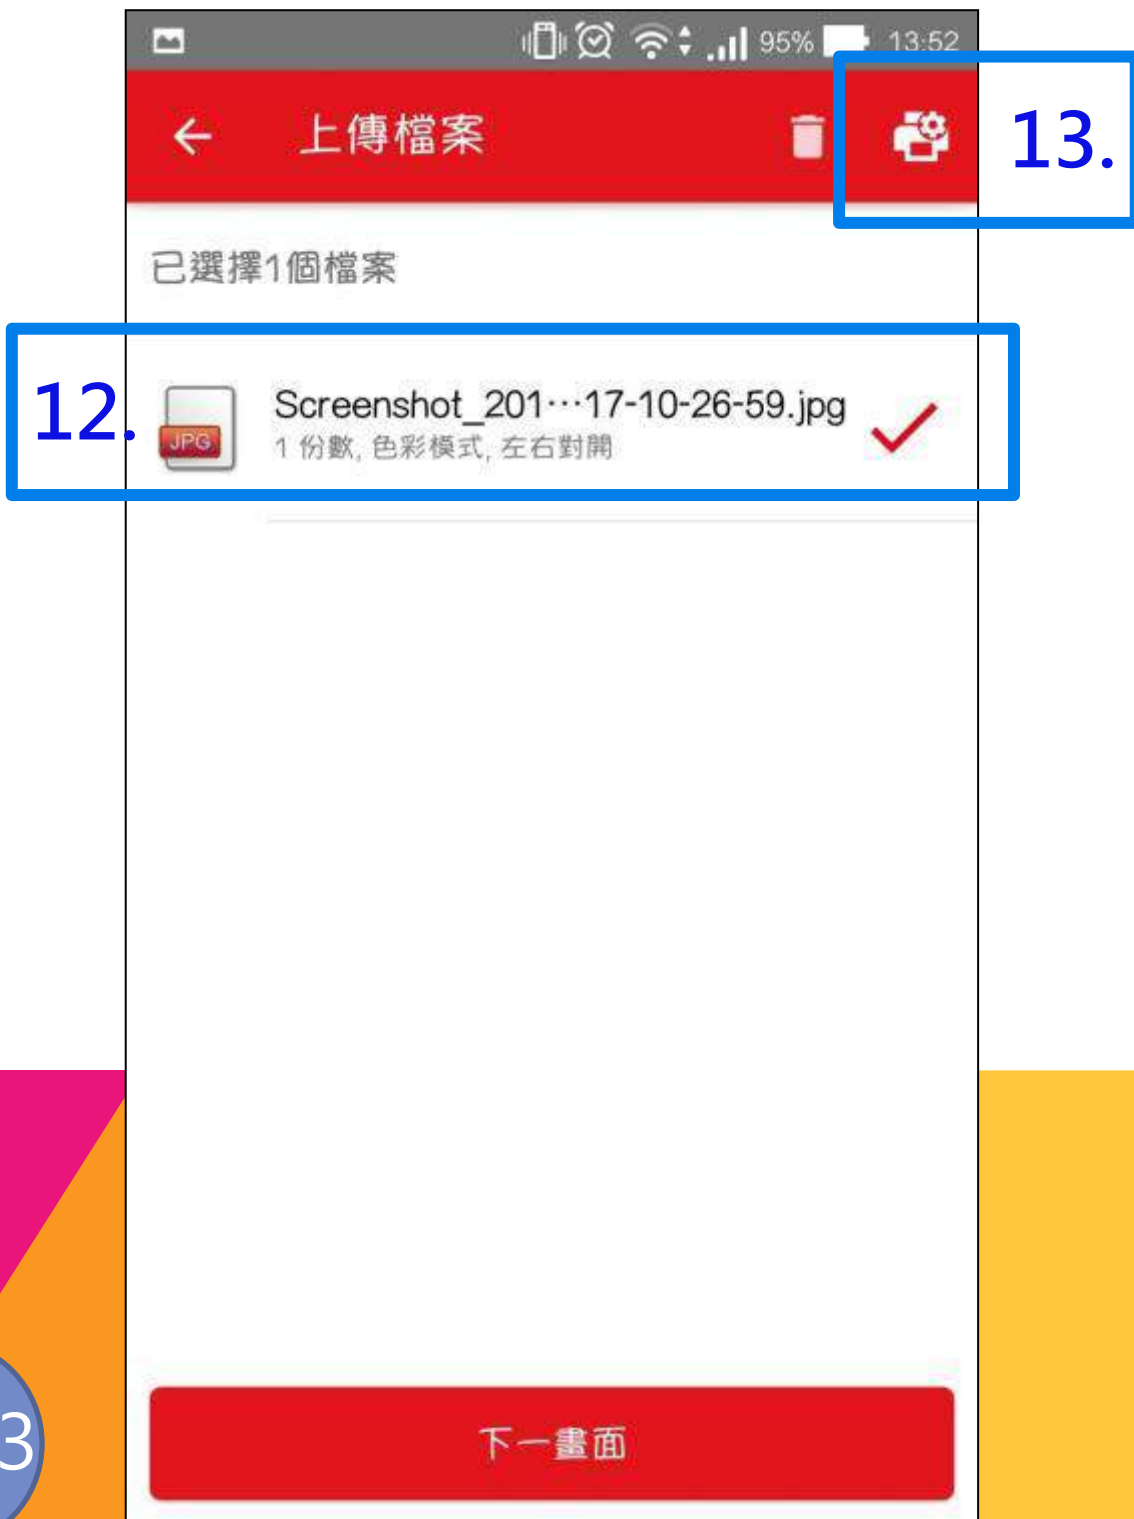 95% 13:52
上傳檔案
13.
已選擇1個檔案
12.
JPG
Screenshot_201…17-10-26-59.jpg
1 份數, 色彩模式, 左右對開
下一畫面
3